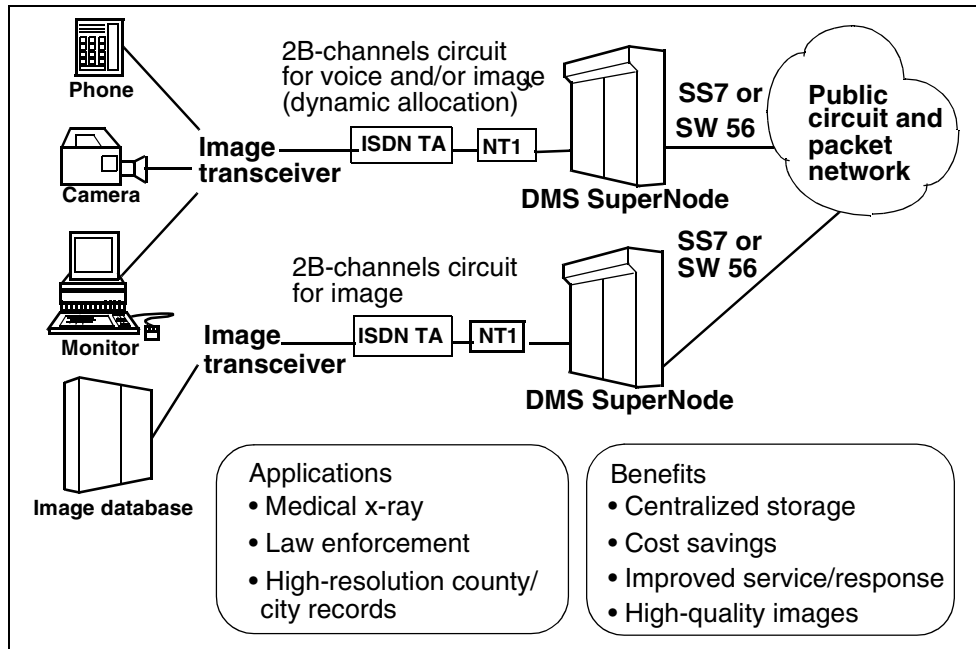 Phone
Camera
Monitor
Image database
Image
transceiver
2B-channels circuit
for voice and/or image
(dynamic allocation)
ISDN TA
NT1
DMS SuperNode
SS7 or
SW 56
Public
circuit and
packet
network
Image
transceiver
2B-channels circuit
for image
ISDN TA
NT1
DMS SuperNode
SS7 or
SW 56
Applications
• Medical x-ray
• Law enforcement
• High-resolution county/
city records
Benefits
• Centralized storage
• Cost savings
• Improved service/response
• High-quality images